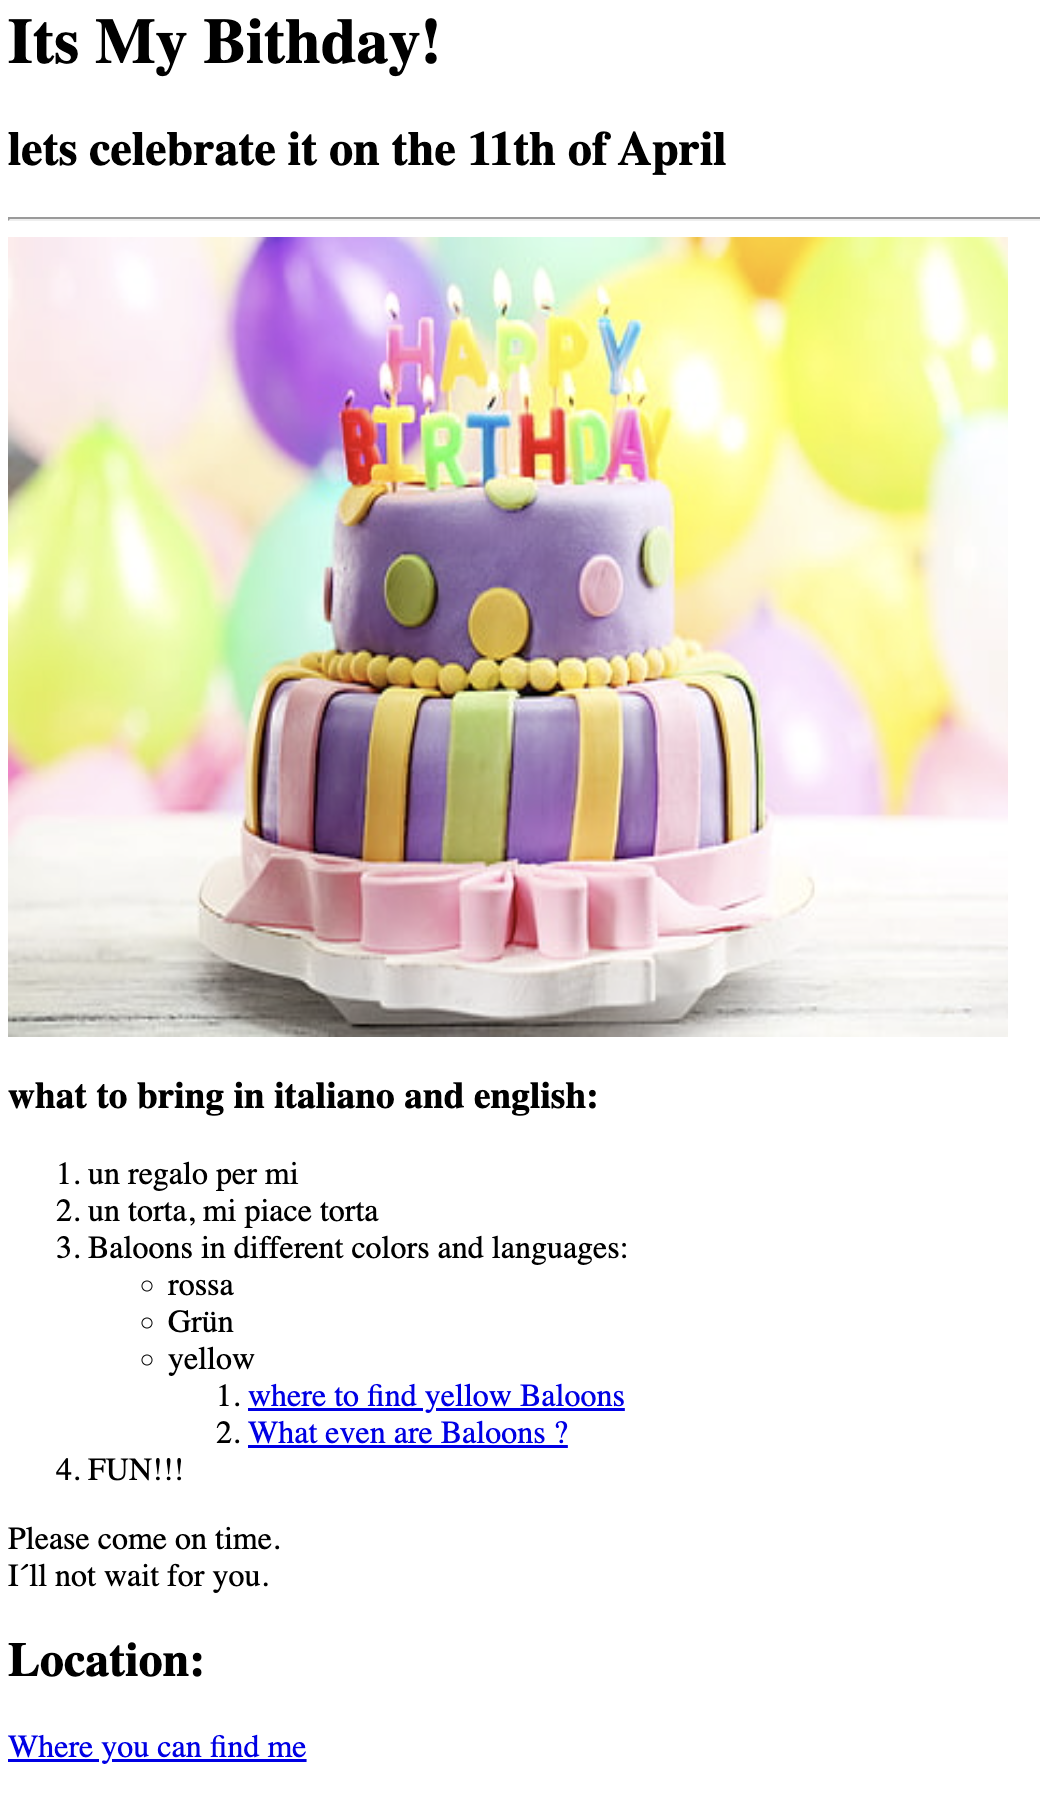 Its My Bithday!
lets celebrate it on the 11th of April
HAPPY
BIRTHDAY
what to bring in italiano and english:
1. un regalo per mi
2. un torta, mi piace torta
3. Baloons in different colors and languages:
○ rossa
○ Grün
○ yellow
1. where to find yellow Baloons
2. What even are Baloons ?
4. FUN!!!
Please come on time.
I´ll not wait for you.
Location:
Where you can find me